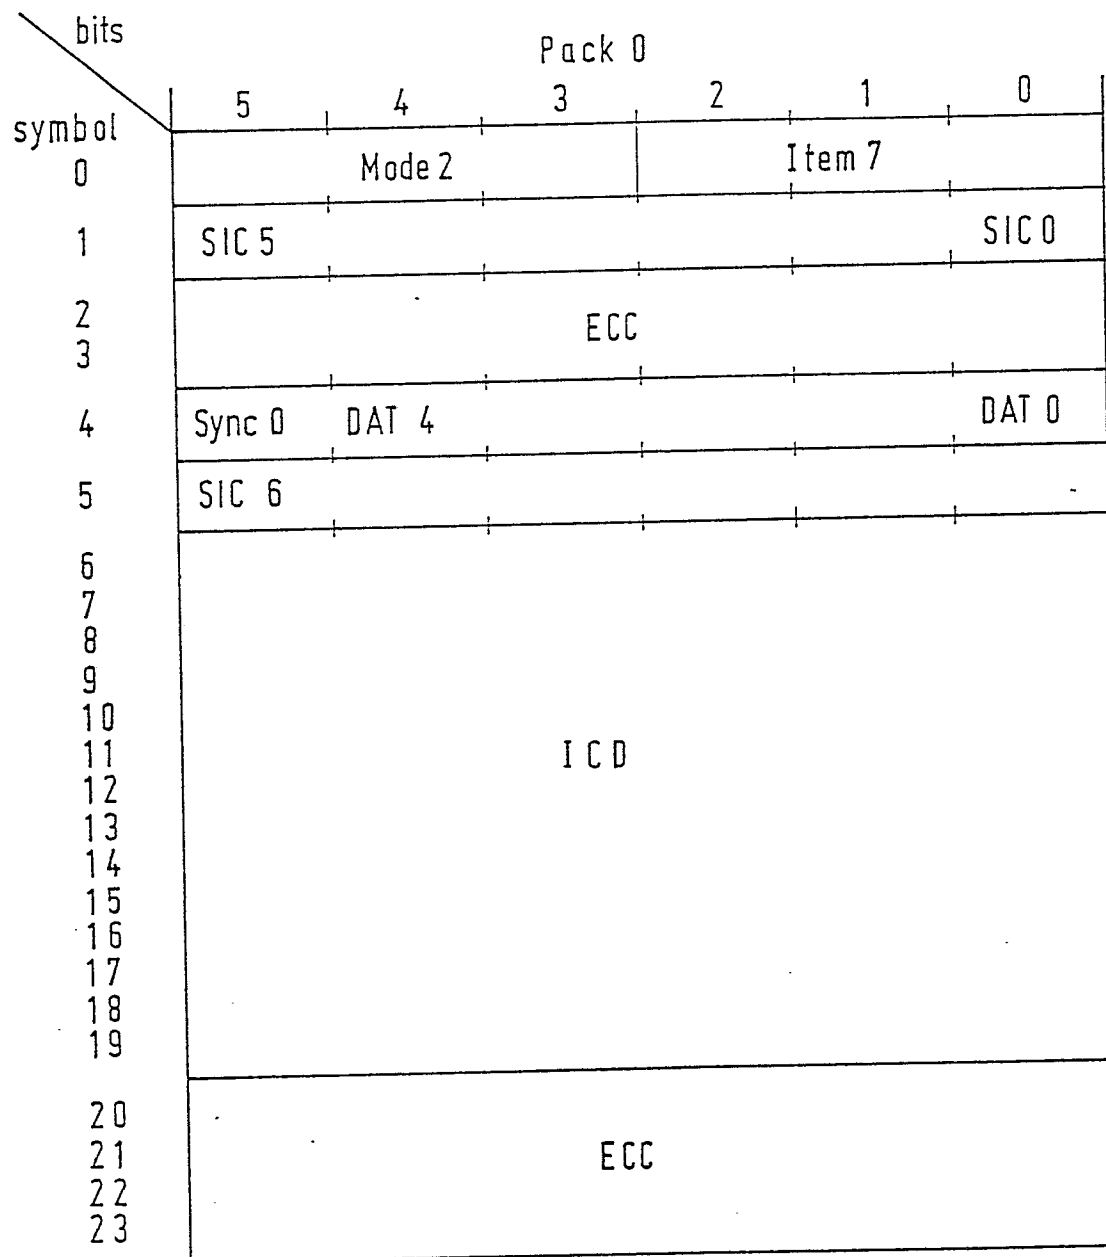 bits
Pack 0
5 4 3 2 1 0
symbol
0 Mode 2 Item 7
1 SIC 5 SIC 0
2
ECC
3
4 Sync 0 DAT 4 DAT 0
5 SIC 6
6
7
8
9
10
11 ICD
12
13
14
15
16
17
18
19
20
21 ECC
22
23